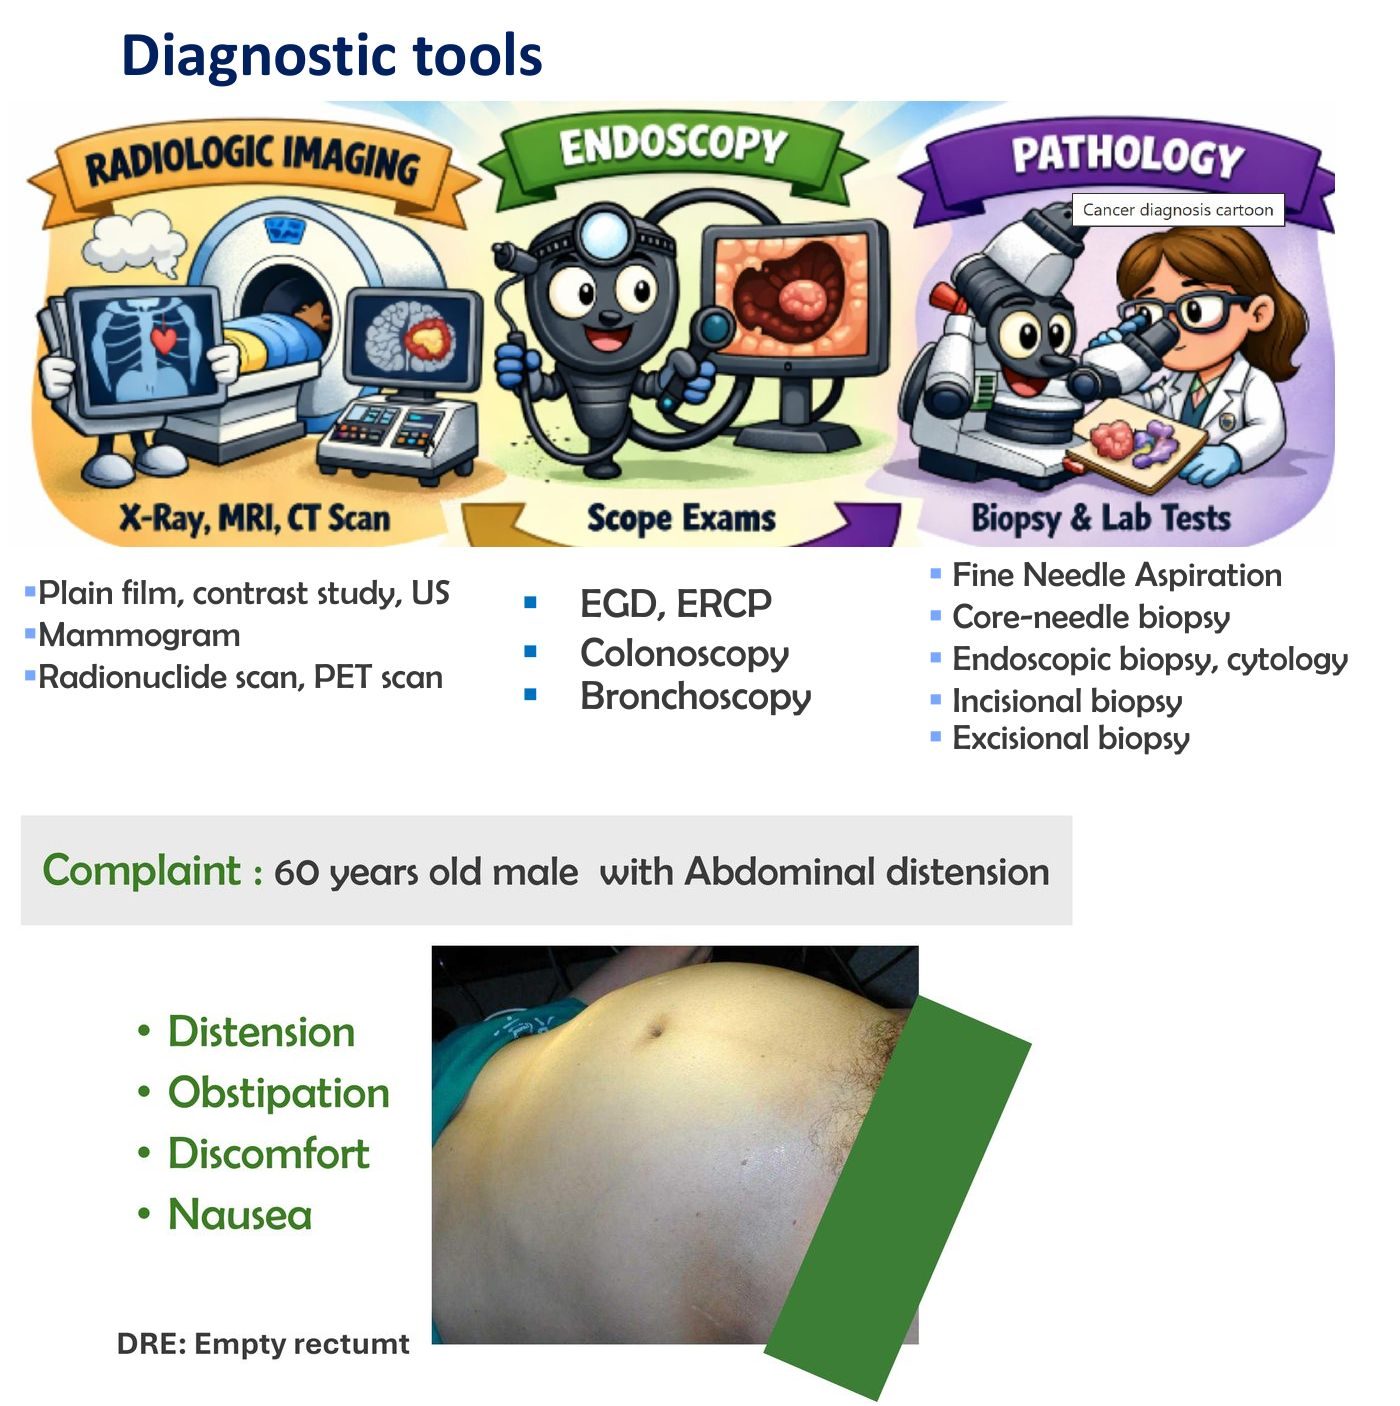 Diagnostic tools
RADIOLOGIC IMAGING
ENDOSCOPY
PATHOLOGY
Cancer diagnosis cartoon
X-Ray, MRI, CT Scan
Scope Exams
Biopsy & Lab Tests
▪Plain film, contrast study, US
▪Mammogram
▪Radionuclide scan, PET scan
▪ EGD, ERCP
▪ Colonoscopy
▪ Bronchoscopy
▪ Fine Needle Aspiration
▪ Core-needle biopsy
▪ Endoscopic biopsy, cytology
▪ Incisional biopsy
▪ Excisional biopsy
Complaint : 60 years old male with Abdominal distension
• Distension
• Obstipation
• Discomfort
• Nausea
DRE: Empty rectumt